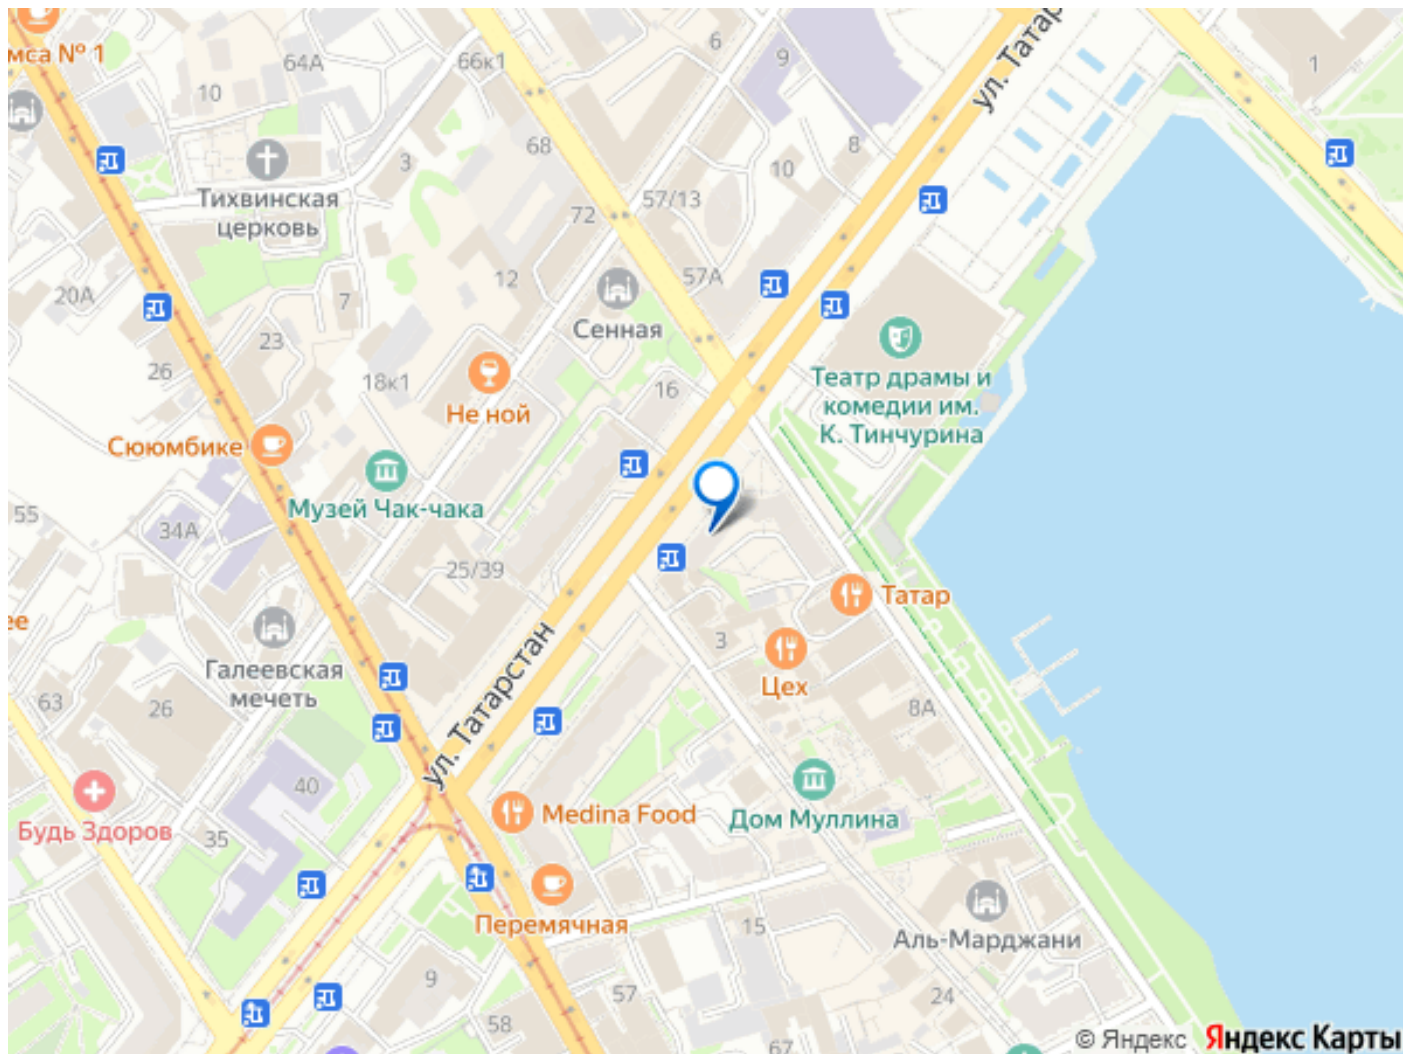 мса № 1
64А
66к1
6
9
1
ул. Татар
10
68
8
3
10
Тихвинская
церковь
57/13
72
12
57А
20А
7
Сенная
23
26
18к1
16
Не ной
Театр драмы и
комедии им.
К. Тинчурина
Сююмбике
Музей Чак-чака
55
34А
25/39
Татар
ее
3
Галеевская
мечеть
Цех
ул. Татарстан
63
26
8А
40
Medina Food
Дом Муллина
Будь Здоров
35
Перемячная
15
Аль-Марджани
9
57
24
58
67
© Яндекс Яндекс Карты